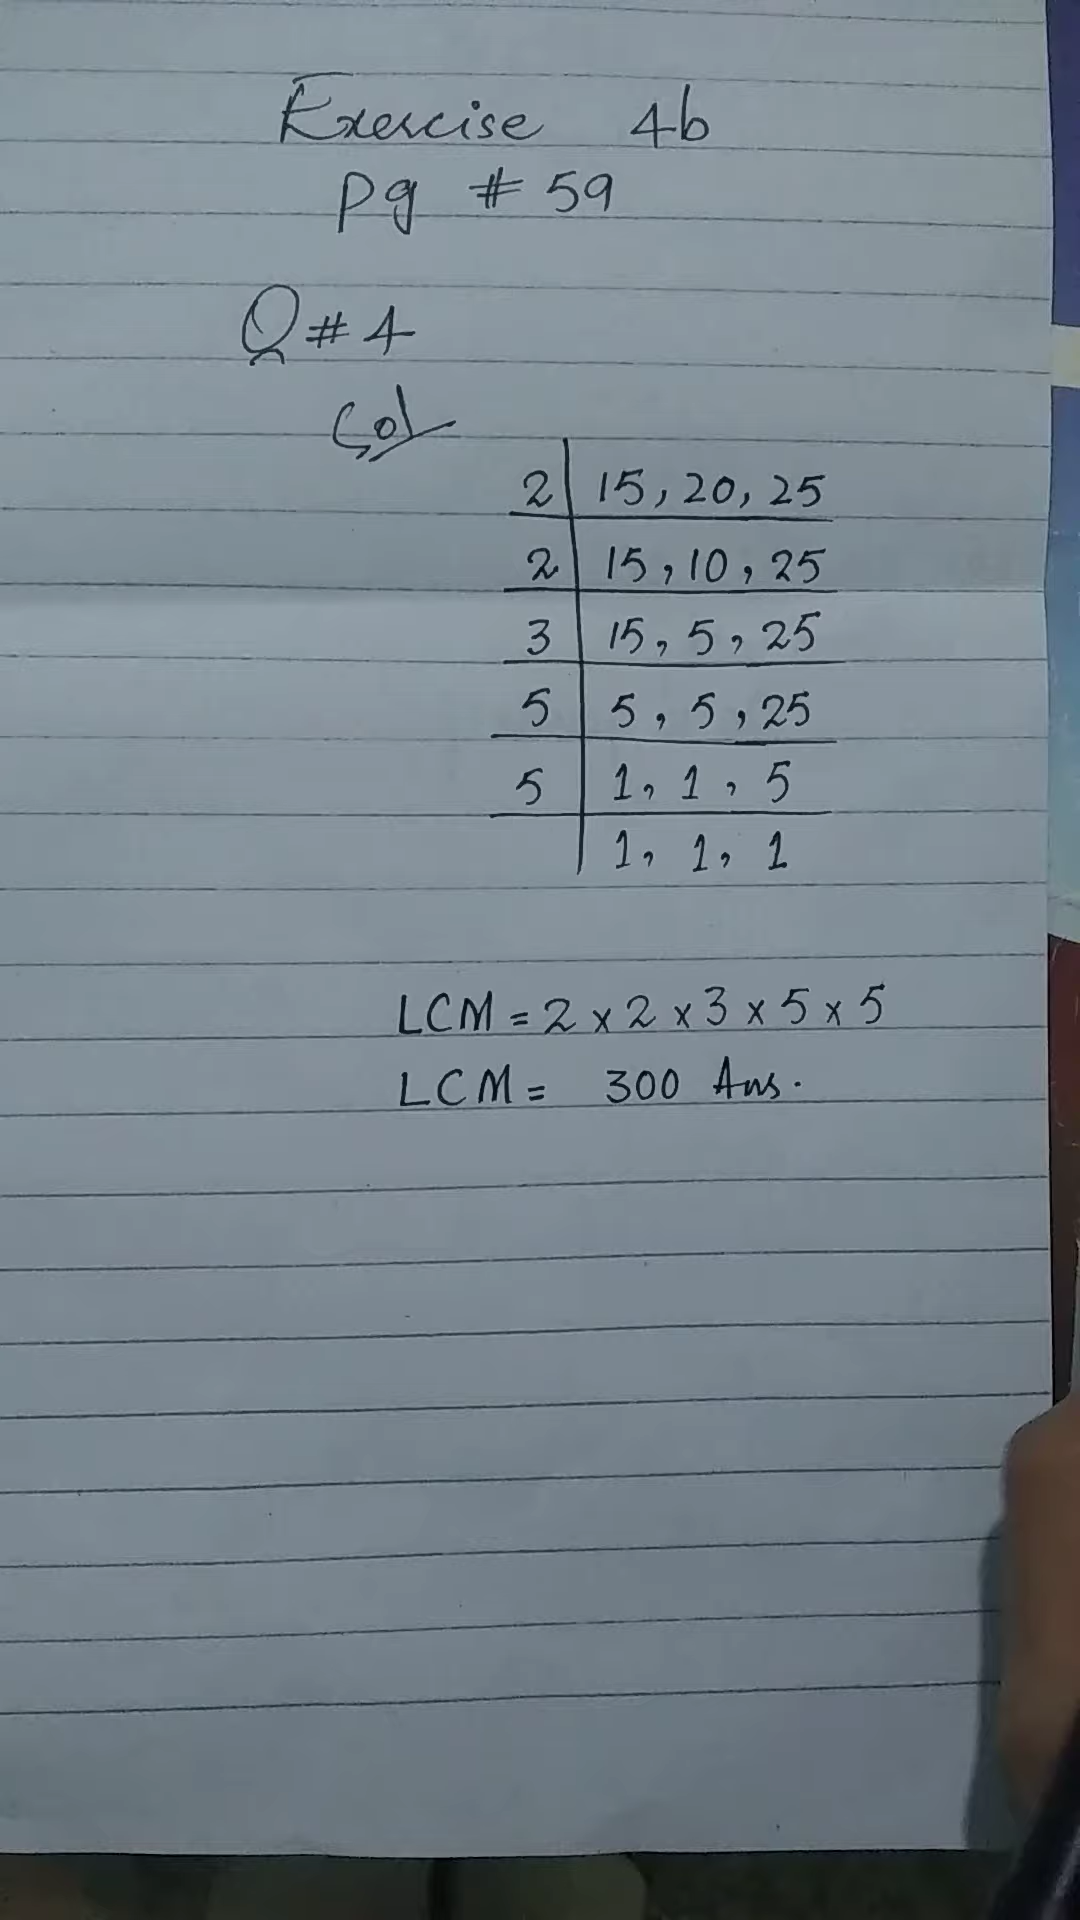 Exercise 4b
Pg # 59
Q # 4
Sol
2 | 15, 20, 25
2 | 15, 10, 25
3 | 15, 5, 25
5 | 5, 5, 25
5 | 1, 1, 5
| 1, 1, 1
LCM = 2 x 2 x 3 x 5 x 5
LCM = 300 Ans.